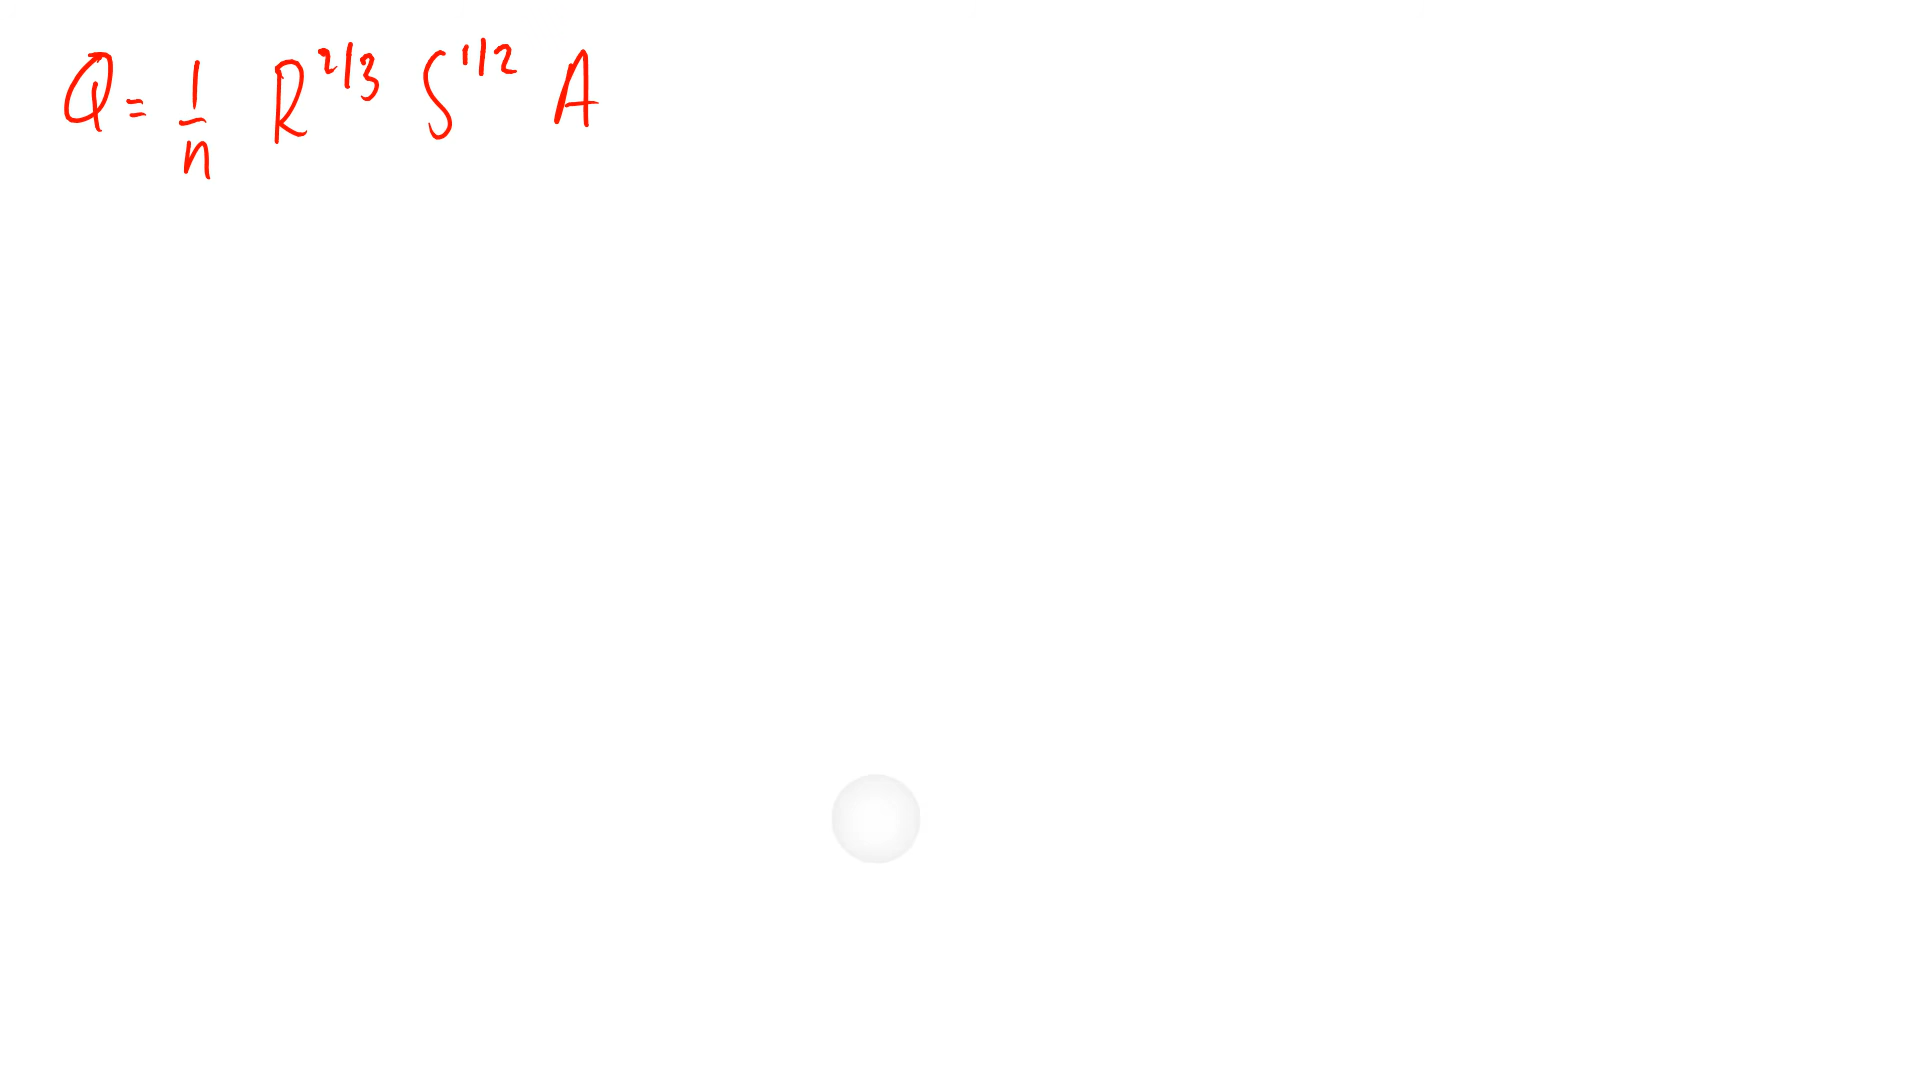 Q = 1/n R^2/3 S^1/2 A